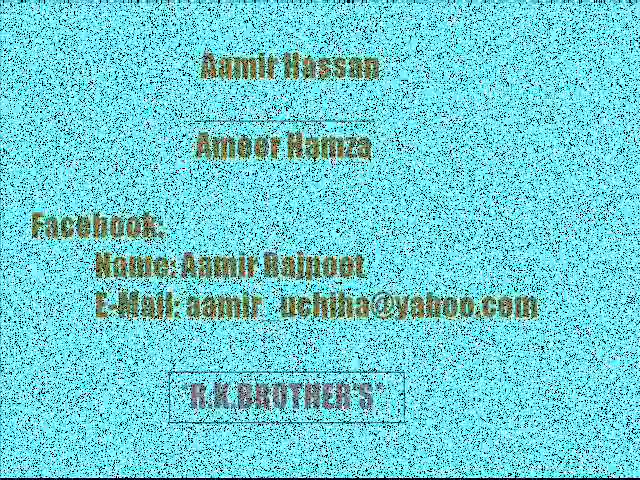 Aamir Hassan
Ameer Hamza
Facebook:
Name: Aamir Rajpoot
E-Mail: aamir_uchiha@yahoo.com
"R.K.BROTHER'S"